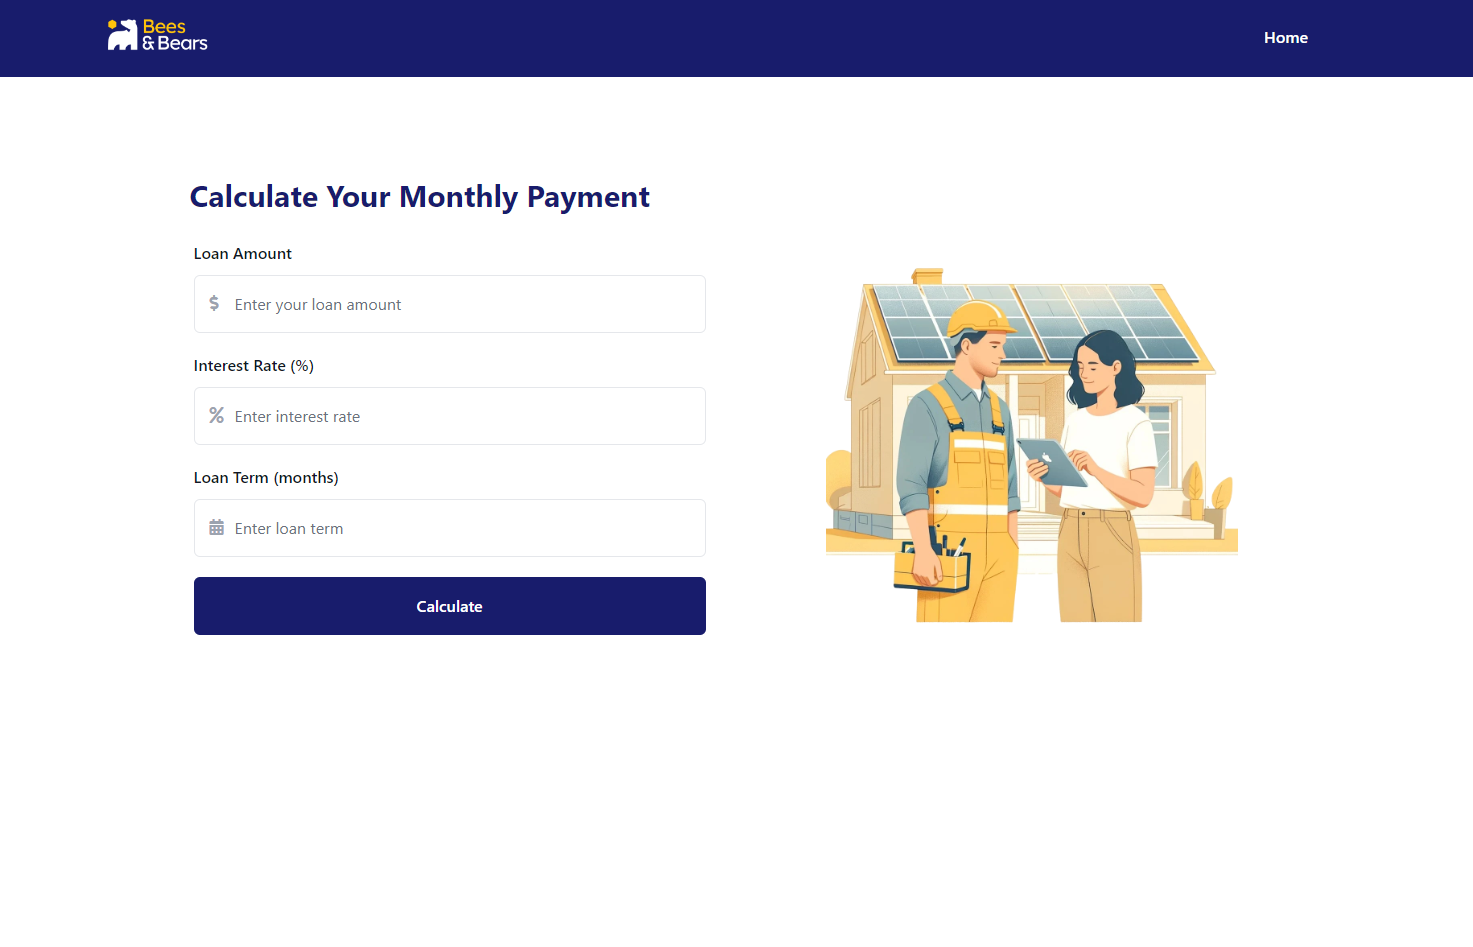 Bees
& Bears
Home
Calculate Your Monthly Payment
Loan Amount
$ Enter your loan amount
Interest Rate (%)
% Enter interest rate
Loan Term (months)
Enter loan term
Calculate